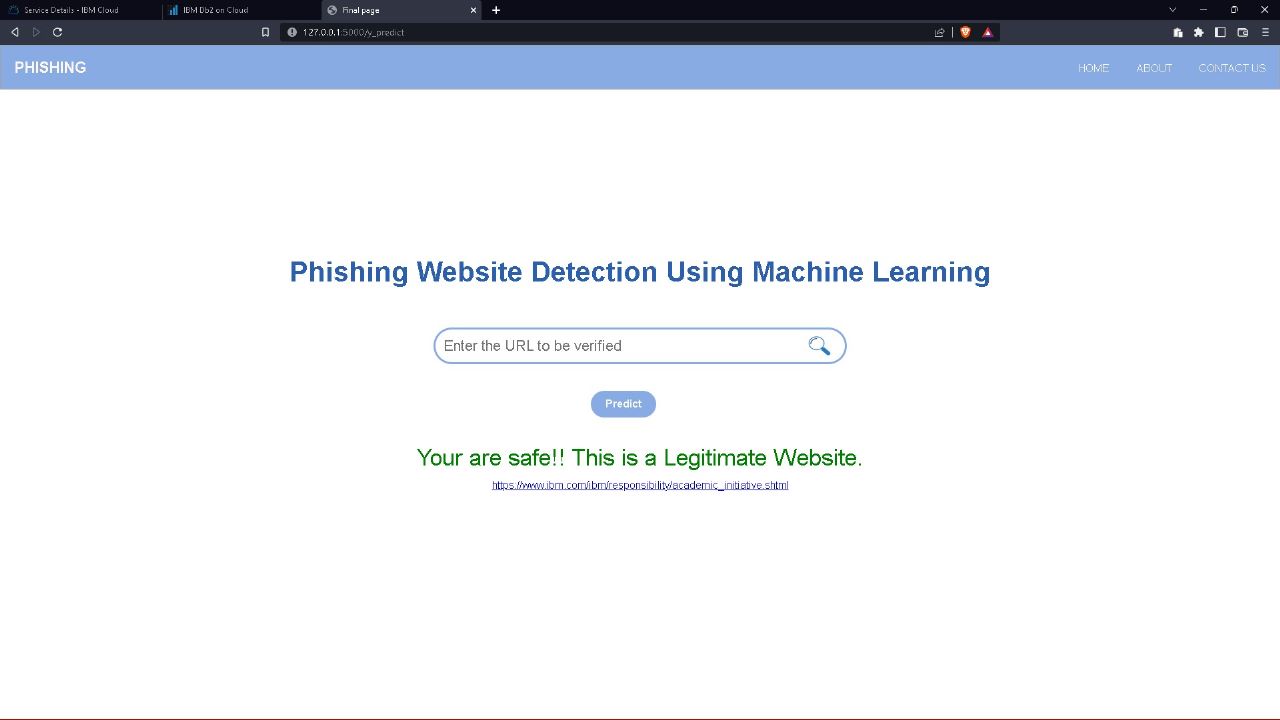 Service Details - IBM Cloud
IBM Db2 on Cloud
Final page
127.0.0.1:5000/y_predict
PHISHING
HOME
ABOUT
CONTACT US
Phishing Website Detection Using Machine Learning
Enter the URL to be verified
Predict
Your are safe!! This is a Legitimate Website.
https://www.ibm.com/ibm/responsibility/academic_initiative.shtml